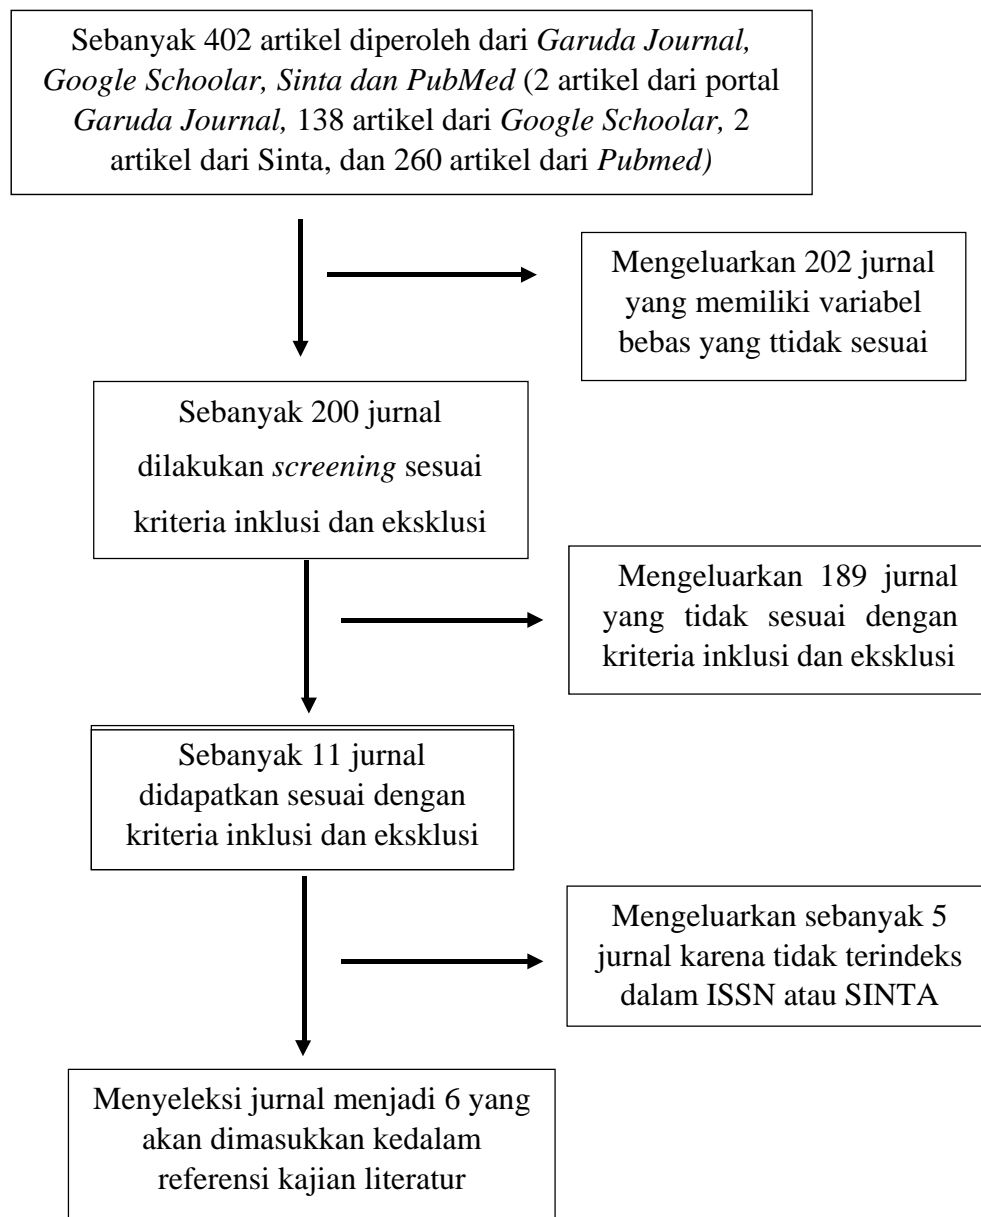 Sebanyak 402 artikel diperoleh dari Garuda Journal,
Google Schoolar, Sinta dan PubMed (2 artikel dari portal
Garuda Journal, 138 artikel dari Google Schoolar, 2
artikel dari Sinta, dan 260 artikel dari Pubmed)
Mengeluarkan 202 jurnal
yang memiliki variabel
bebas yang ttidak sesuai
Sebanyak 200 jurnal
dilakukan screening sesuai
kriteria inklusi dan eksklusi
Mengeluarkan 189 jurnal
yang tidak sesuai dengan
kriteria inklusi dan eksklusi
Sebanyak 11 jurnal
didapatkan sesuai dengan
kriteria inklusi dan eksklusi
Mengeluarkan sebanyak 5
jurnal karena tidak terindeks
dalam ISSN atau SINTA
Menyeleksi jurnal menjadi 6 yang
akan dimasukkan kedalam
referensi kajian literatur